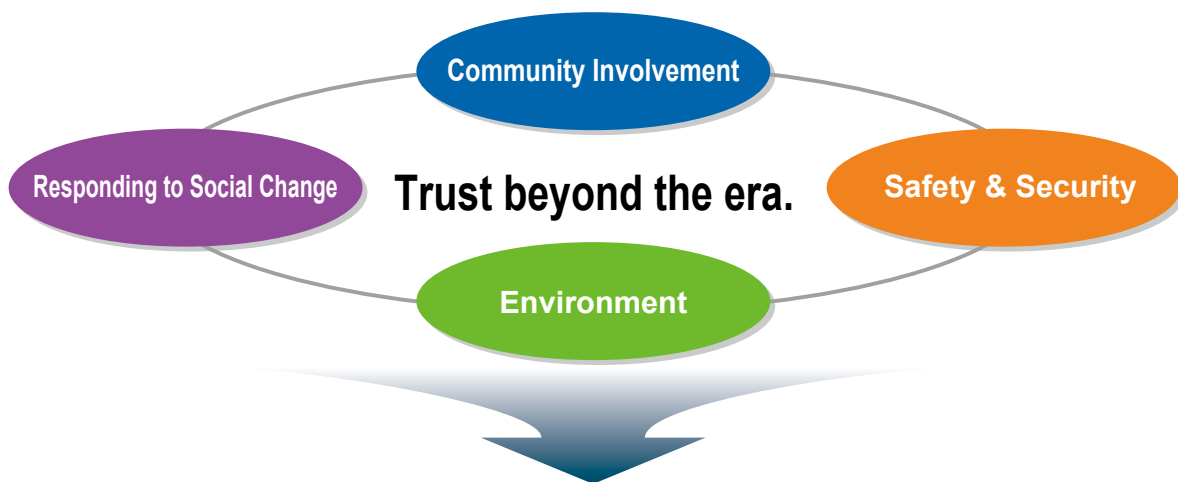 Community Involvement
Responding to Social Change
Trust beyond the era.
Safety & Security
Environment